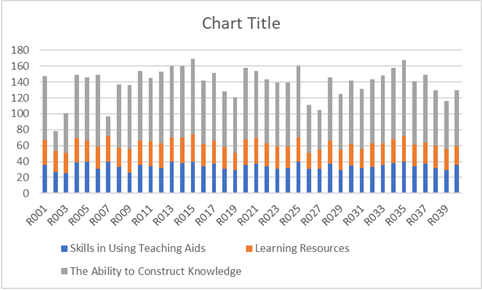 Chart Title
180
160
140
120
100
80
60
40
20
0
R001 R003 R005 R007 R009 R011 R013 R015 R017 R019 R021 R023 RO25 R027 R029 R031 R033 R035 R037 R039
Skills in Using Teaching Aids Learning Resources
The Ability to Construct Knowledge